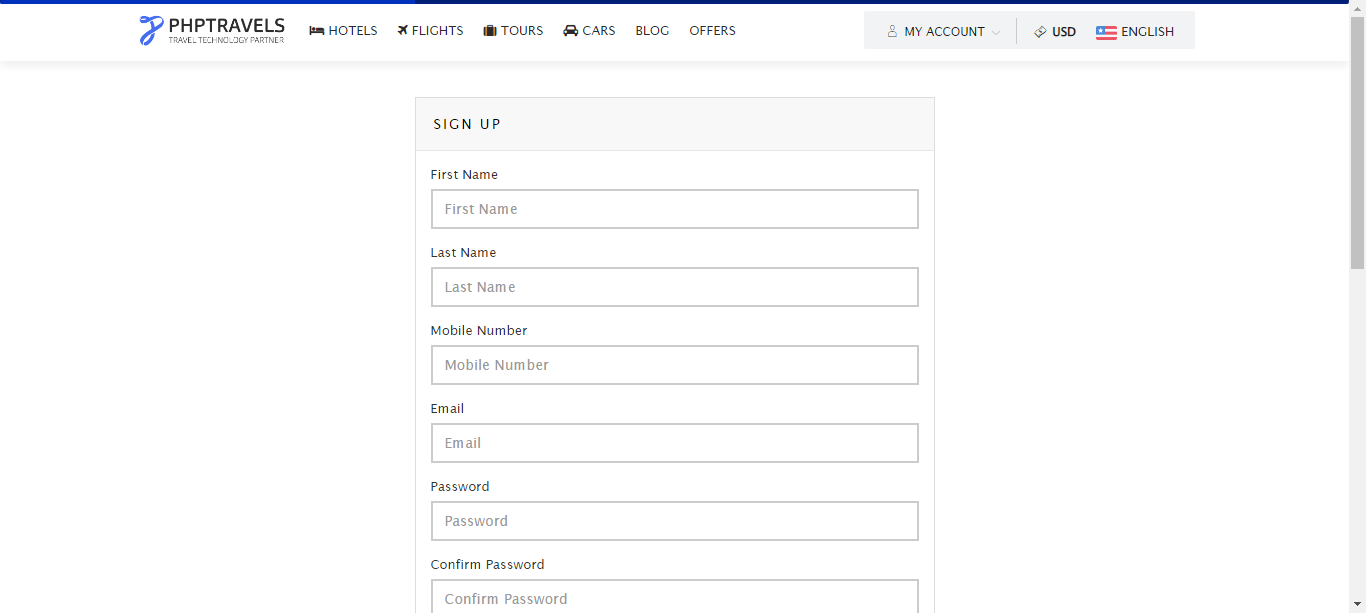 PHPTRAVELS
TRAVEL TECHNOLOGY PARTNER
HOTELS FLIGHTS TOURS CARS BLOG OFFERS MY ACCOUNT USD ENGLISH
SIGN UP
First Name
First Name
Last Name
Last Name
Mobile Number
Mobile Number
Email
Email
Password
Password
Confirm Password
Confirm Password